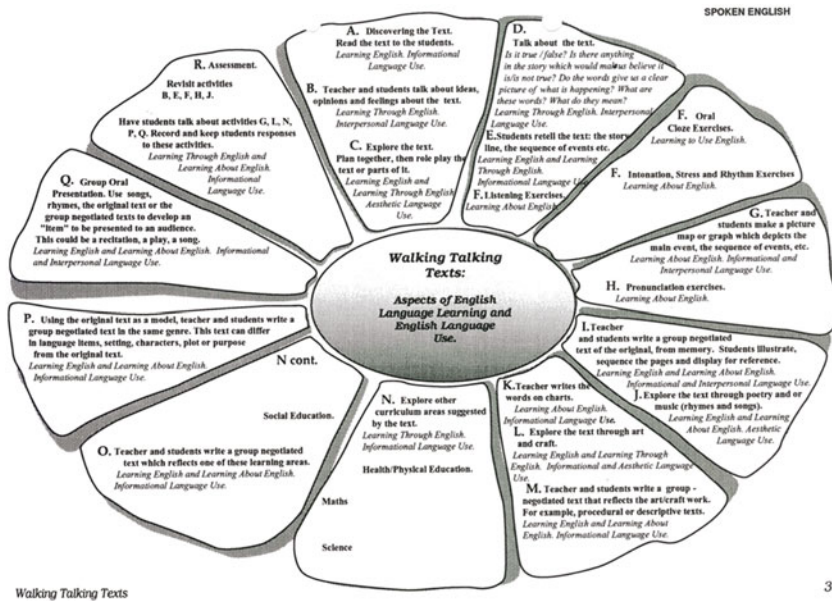 SPOKEN ENGLISH
A. Discovering the Text.
Read the text to the students.
Learning English. Informational
Language Use.
B. Teacher and students talk about ideas,
opinions and feelings about the text.
Learning Through English.
Interpersonal Language Use.
C. Explore the text.
Plan together, then role play the
text or parts of it.
Learning English and
Learning Through English
Aesthetic Language
Use.
D.
Talk about the text.
Is it true /false? Is there anything
in the story which would make us believe it
is/is not true? Do the words give us a clear
picture of what is happening? What are
these words? What do they mean?
Learning Through English. Interpersonal
Language Use.
E.Students retell the text: the story
line, the sequence of events etc.
Learning English and Learning
Through English.
Informational Language Use
F. Listening Exercises.
Learning About English
F. Oral
Cloze Exercises.
Learning to Use English.
F. Intonation, Stress and Rhythm Exercises
Learning About English.
G. Teacher and
students make a picture
map or graph which depicts the
main event, the sequence of events, etc.
Learning About English. Informational and
Interpersonal Language Use.
H. Pronunciation exercises.
Learning About English.
I. Teacher
and students write a group negotiated
text of the original, from memory. Students illustrate,
sequence the pages and display for reference.
Learning English and Learning About English.
Informational and Interpersonal Language Use.
J. Explore the text through poetry and or
music (rhymes and songs).
Learning English and Learning
About English. Aesthetic
Language Use.
K. Teacher writes the
words on charts.
Learning About English.
Informational Language Use.
L. Explore the text through art
and craft.
Learning English and Learning Through
English. Informational and Aesthetic Language
Use.
M. Teacher and students write a group -
negotiated text that reflects the art/craft work.
For example, procedural or descriptive texts.
Learning English and Learning About
English. Informational Language Use.
N. Explore other
curriculum areas suggested
by the text.
Learning Through English.
Informational Language
Use.
Health/Physical Education.
Maths
Science
N cont.
Social Education.
O. Teacher and students write a group negotiated
text which reflects one of these learning areas.
Learning English and Learning About English.
Informational Language Use.
P. Using the original text as a model, teacher and students write a
group negotiated text in the same genre. This text can differ
in language items, setting, characters, plot or purpose
from the original text.
Learning English and Learning About English.
Informational Language Use.
Q. Group Oral
Presentation. Use songs,
rhymes, the original text or the
group negotiated texts to develop an
"item" to be presented to an audience.
This could be a recitation, a play, a song.
Learning English and Learning About English. Informational
and Interpersonal Language Use.
R. Assessment.
Revisit activities
B, E, F, H, J.
Have students talk about activities G, L, N,
P, Q. Record and keep students responses
to these activities.
Learning Through English and
Learning About English.
Informational
Language Use.
Walking Talking
Texts:
Aspects of English
Language Learning and
English Language
Use.
Walking Talking Texts
3